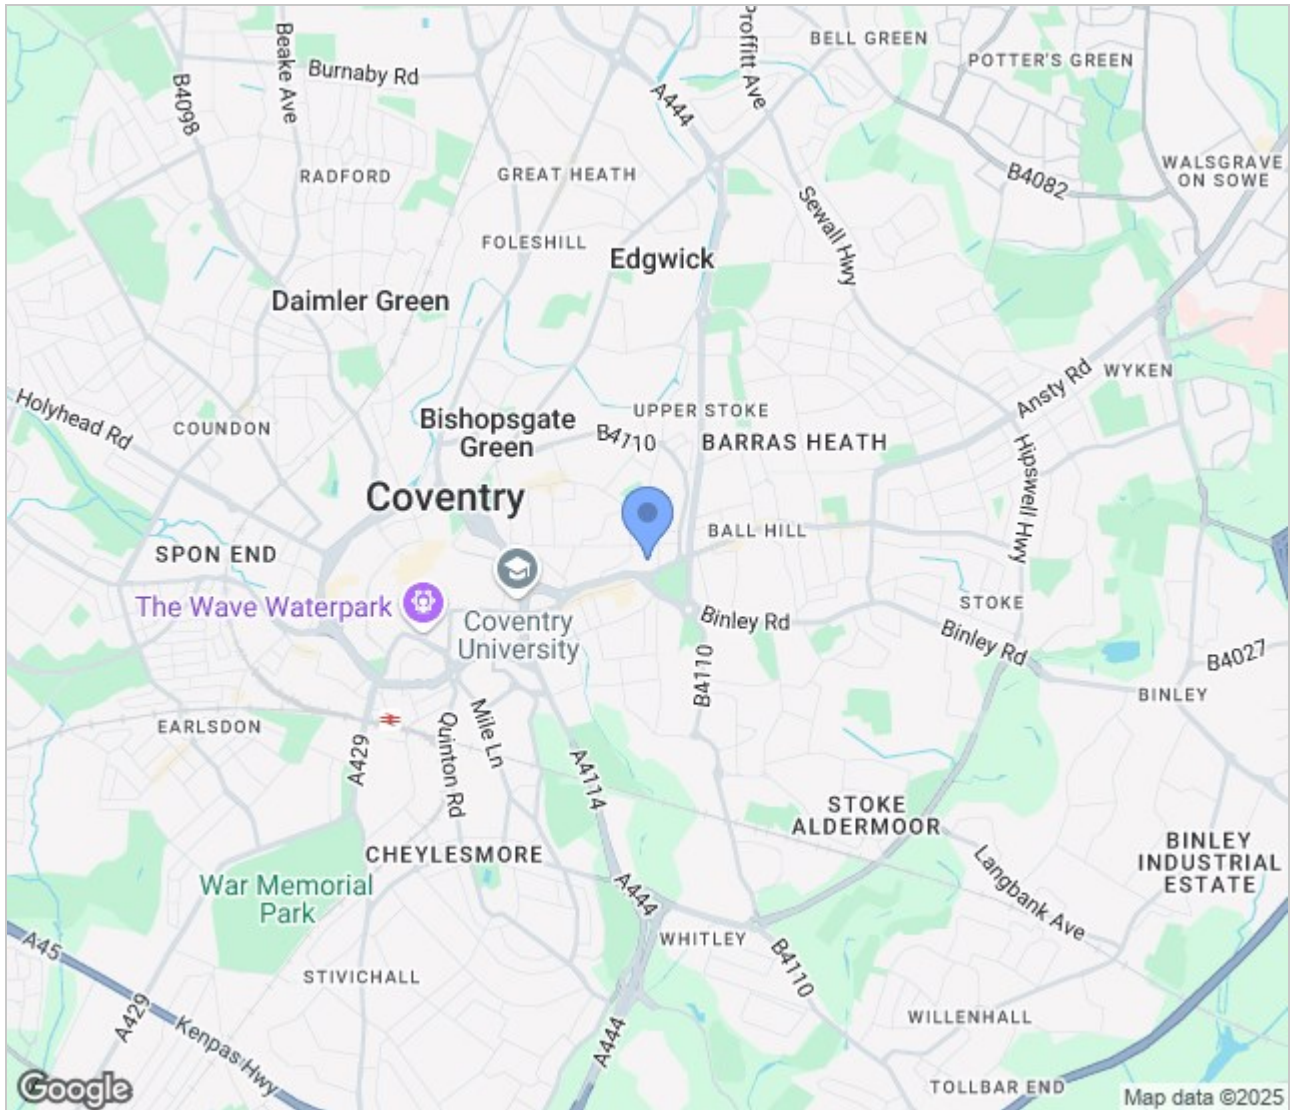 Proffitt Ave
BELL GREEN
POTTER'S GREEN
Beake Ave
Burnaby Rd
B4098
A444
WALSGRAVE
ON SOWE
RADFORD
GREAT HEATH
B4082
Sewall Hwy
FOLESHILL
Edgwick
Daimler Green
WYKEN
Ansty Rd
Holyhead Rd
COUNDON
Bishopsgate
Green
UPPER STOKE
B4110
BARRAS HEATH
Hipswell Hwy
Coventry
BALL HILL
SPON END
The Wave Waterpark
Coventry
University
STOKE
Binley Rd
Binley Rd
B4027
B4110
BINLEY
EARLSDON
A429
Quinton Rd
Mile Ln
A4114
STOKE
ALDERMOOR
CHEYLESMORE
BINLEY
INDUSTRIAL
ESTATE
Langbank Ave
War Memorial
Park
A444
WHITLEY
B4110
A45
STIVICHALL
A429
Kenpas Hwy
A444
WILLENHALL
TOLLBAR END
Google
Map data ©2025